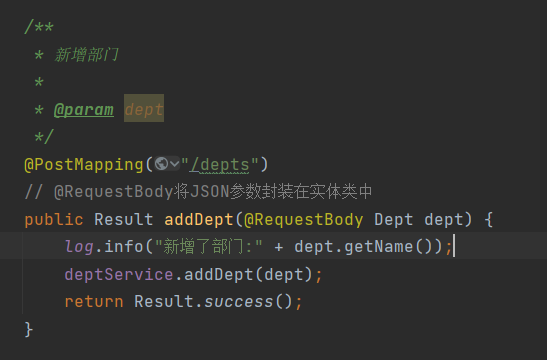 /**
 * 新增部门
 *
 * @param dept
 */
@PostMapping("/depts")
// @RequestBody将JSON参数封装在实体类中
public Result addDept(@RequestBody Dept dept) {
    log.info("新增了部门:" + dept.getName());
    deptService.addDept(dept);
    return Result.success();
}